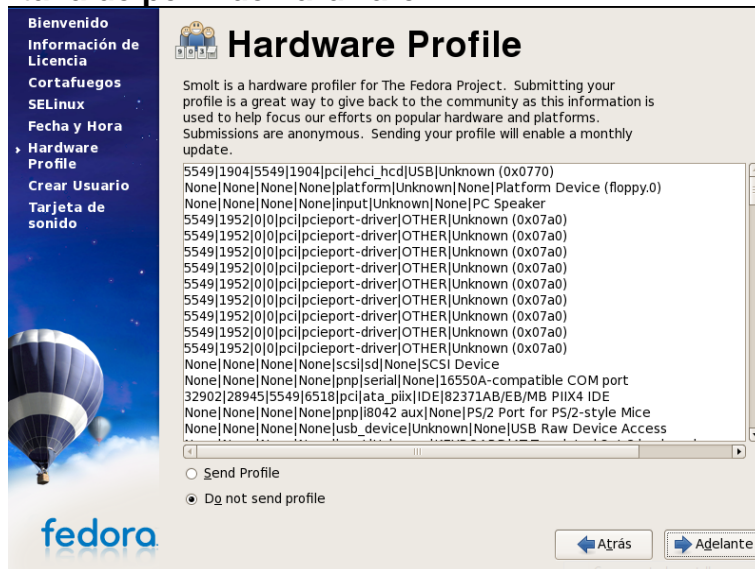 Bienvenido
Información de
Licencia
Cortafuegos
SELinux
Fecha y Hora
Hardware
Profile
Crear Usuario
Tarjeta de
sonido
Hardware Profile
Smolt is a hardware profiler for The Fedora Project. Submitting your
profile is a great way to give back to the community as this information is
used to help focus our efforts on popular hardware and platforms.
Submissions are anonymous. Sending your profile will enable a monthly
update.
5549|1904|5549|1904|pci|ehci_hcd|USB|Unknown (0x0770)
None|None|None|None|platform|Unknown|None|Platform Device (floppy.0)
None|None|None|None|input|Unknown|None|PC Speaker
5549|1952|0|0|pci|pcieport-driver|OTHER|Unknown (0x07a0)
5549|1952|0|0|pci|pcieport-driver|OTHER|Unknown (0x07a0)
5549|1952|0|0|pci|pcieport-driver|OTHER|Unknown (0x07a0)
5549|1952|0|0|pci|pcieport-driver|OTHER|Unknown (0x07a0)
5549|1952|0|0|pci|pcieport-driver|OTHER|Unknown (0x07a0)
5549|1952|0|0|pci|pcieport-driver|OTHER|Unknown (0x07a0)
5549|1952|0|0|pci|pcieport-driver|OTHER|Unknown (0x07a0)
5549|1952|0|0|pci|pcieport-driver|OTHER|Unknown (0x07a0)
5549|1952|0|0|pci|pcieport-driver|OTHER|Unknown (0x07a0)
None|None|None|None|scsi|sd|None|SCSI Device
None|None|None|None|pnp|serial|None|16550A-compatible COM port
32902|28945|5549|6518|pci|ata_piix|IDE|82371AB/EB/MB PIIX4 IDE
None|None|None|None|pnp|i8042 aux|None|PS/2 Port for PS/2-style Mice
None|None|None|None|usb_device|Unknown|None|USB Raw Device Access
Send Profile
Do not send profile
fedora
Atrás
Adelante